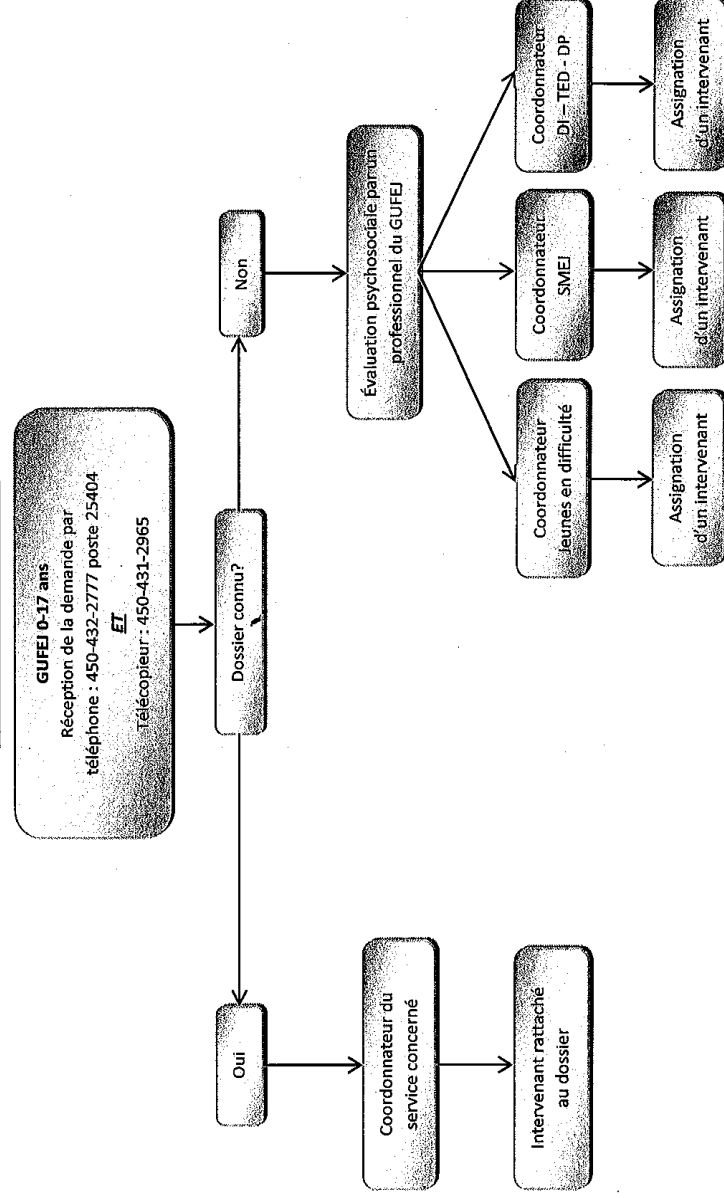 GUFEJ 0-17 ans
Réception de la demande par
téléphone : 450-432-2777 poste 25404
ET
Télécopieur : 450-431-2965
Dossier connu?
Oui
Non
Coordonnateur du
service concerné
Intervenant rattaché
au dossier
Évaluation psychosociale par un
professionnel du GUFEJ
Coordonnateur
Jeunes en difficulté
Coordonnateur
SMEJ
Coordonnateur
DI – TED - DP
Assignation
d'un intervenant
Assignation
d'un intervenant
Assignation
d'un intervenant